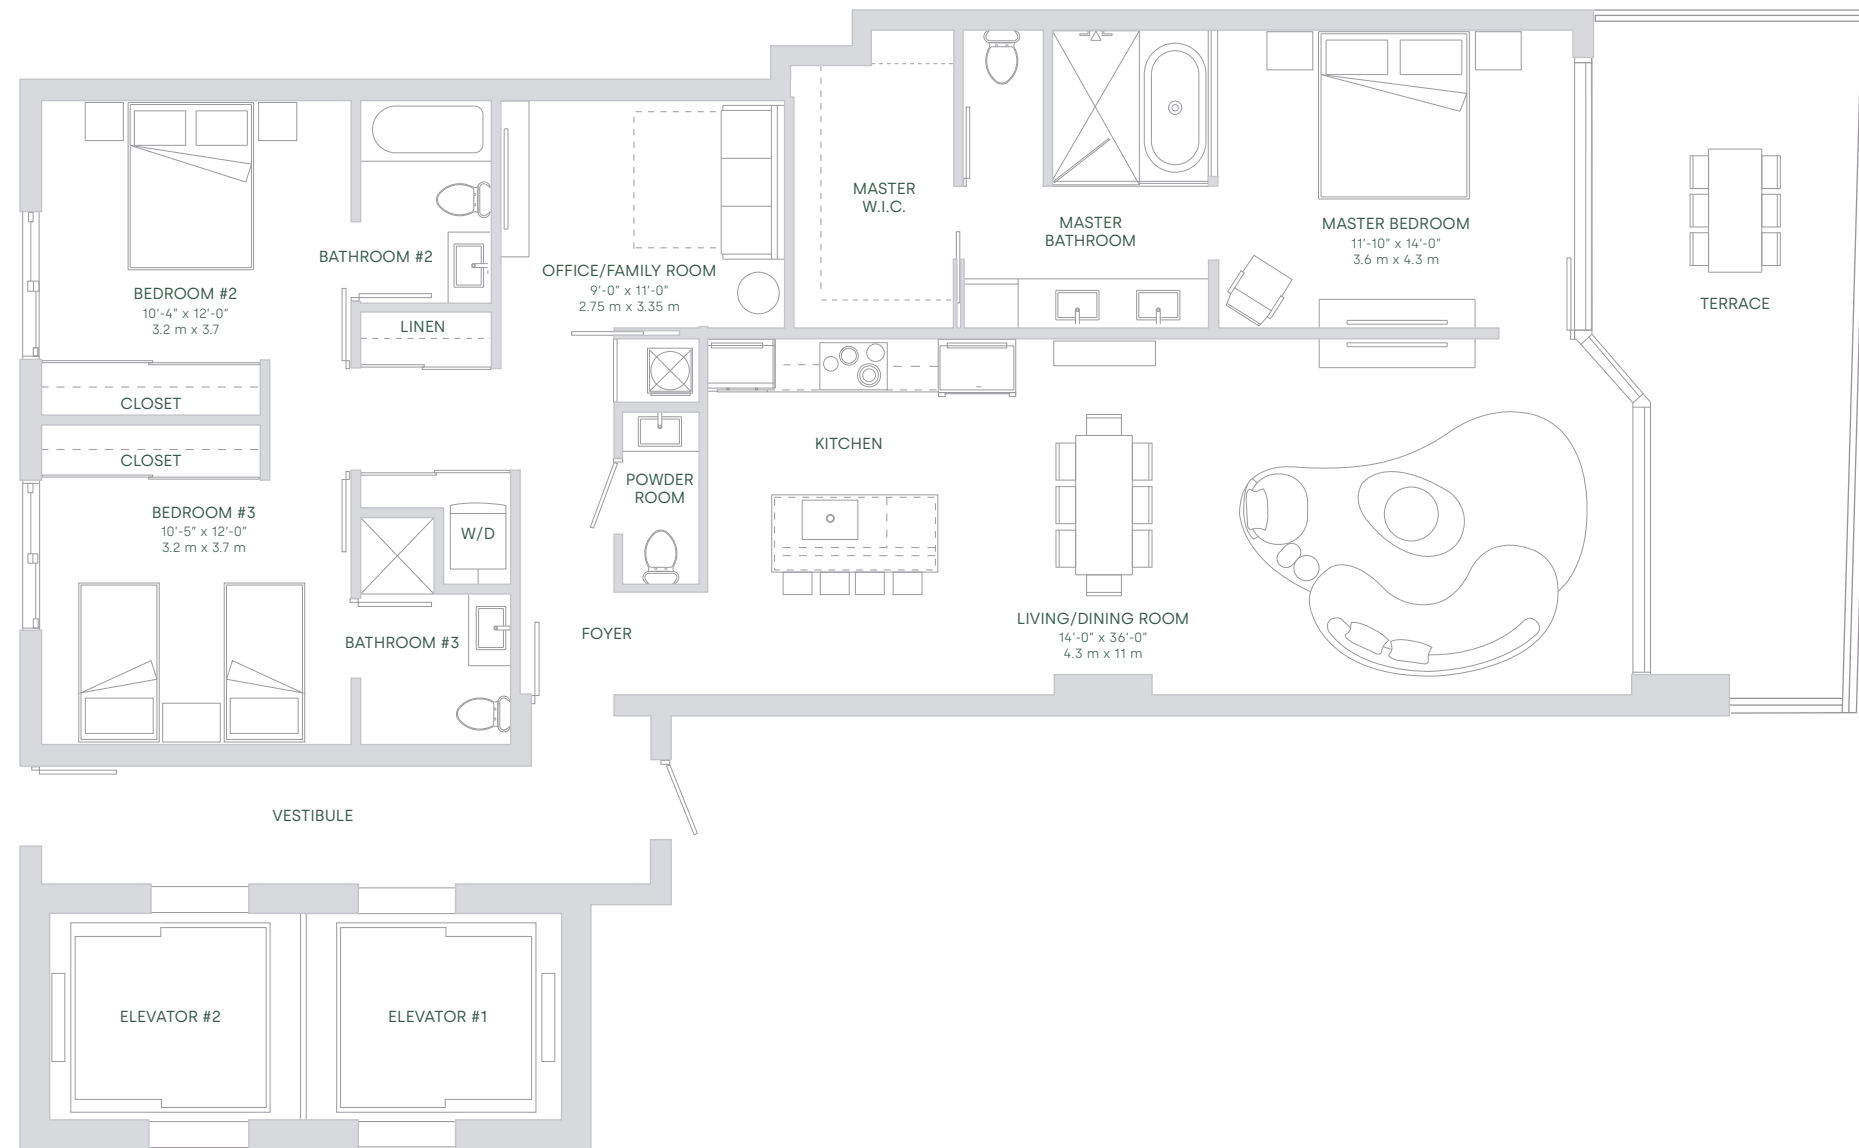 MASTER
W.I.C.
MASTER
BATHROOM
MASTER BEDROOM
11'-10" x 14'-0"
3.6 m x 4.3 m
TERRACE
BATHROOM #2
OFFICE/FAMILY ROOM
9'-0" x 11'-0"
2.75 m x 3.35 m
BEDROOM #2
10'-4" x 12'-0"
3.2 m x 3.7
LINEN
CLOSET
CLOSET
KITCHEN
POWDER
ROOM
BEDROOM #3
10'-5" x 12'-0"
3.2 m x 3.7 m
W/D
LIVING/DINING ROOM
14'-0" x 36'-0"
4.3 m x 11 m
FOYER
BATHROOM #3
VESTIBULE
ELEVATOR #2
ELEVATOR #1